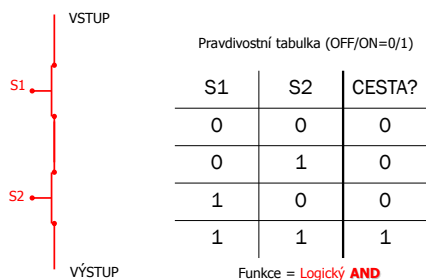 VSTUP
Pravdivostní tabulka (OFF/ON=0/1)
S1
S1 S2 CESTA?
0 0 0
0 1 0
S2
1 0 0
1 1 1
VÝSTUP
Funkce = Logický AND